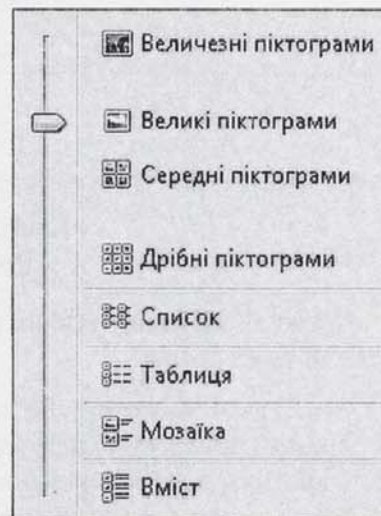 Величезні піктограми
Великі піктограми
Середні піктограми
Дрібні піктограми
Список
Таблиця
Мозаїка
Вміст